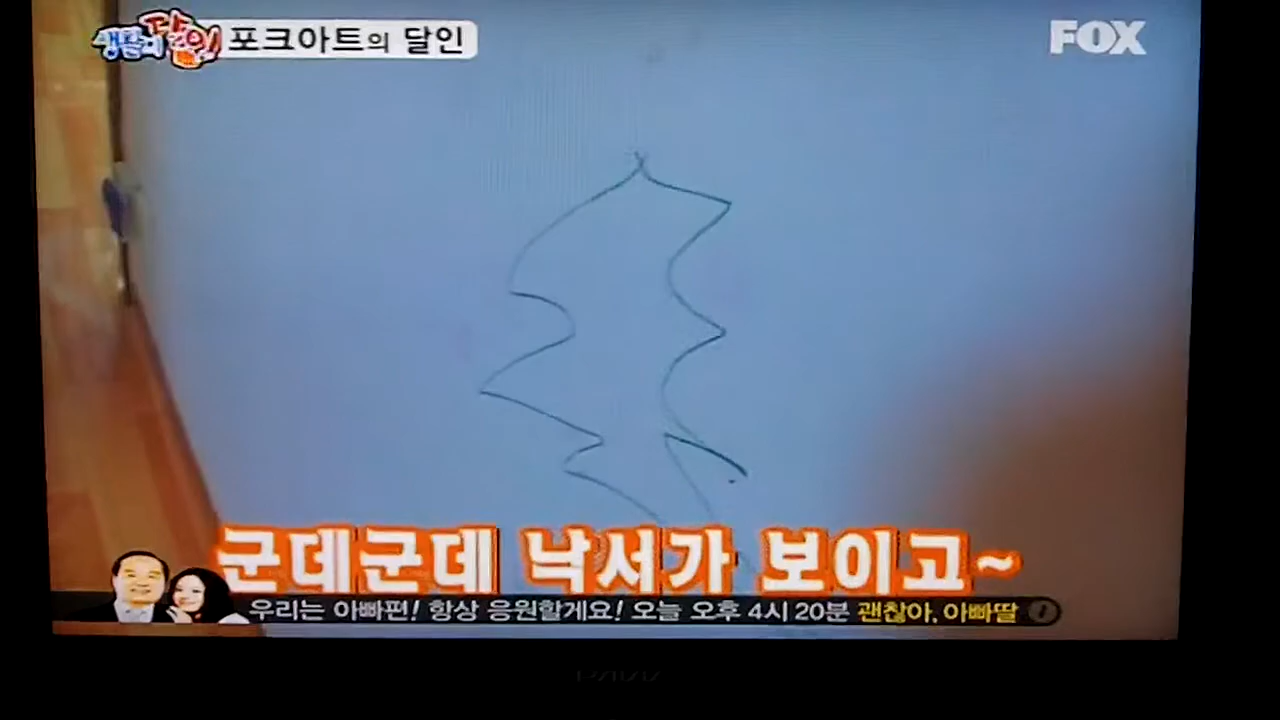 생활의 달인! 포크아트의 달인
FOX
군데군데 낙서가 보이고~
우리는 아빠편! 항상 응원할게요! 오늘 오후 4시 20분 괜찮아, 아빠딸